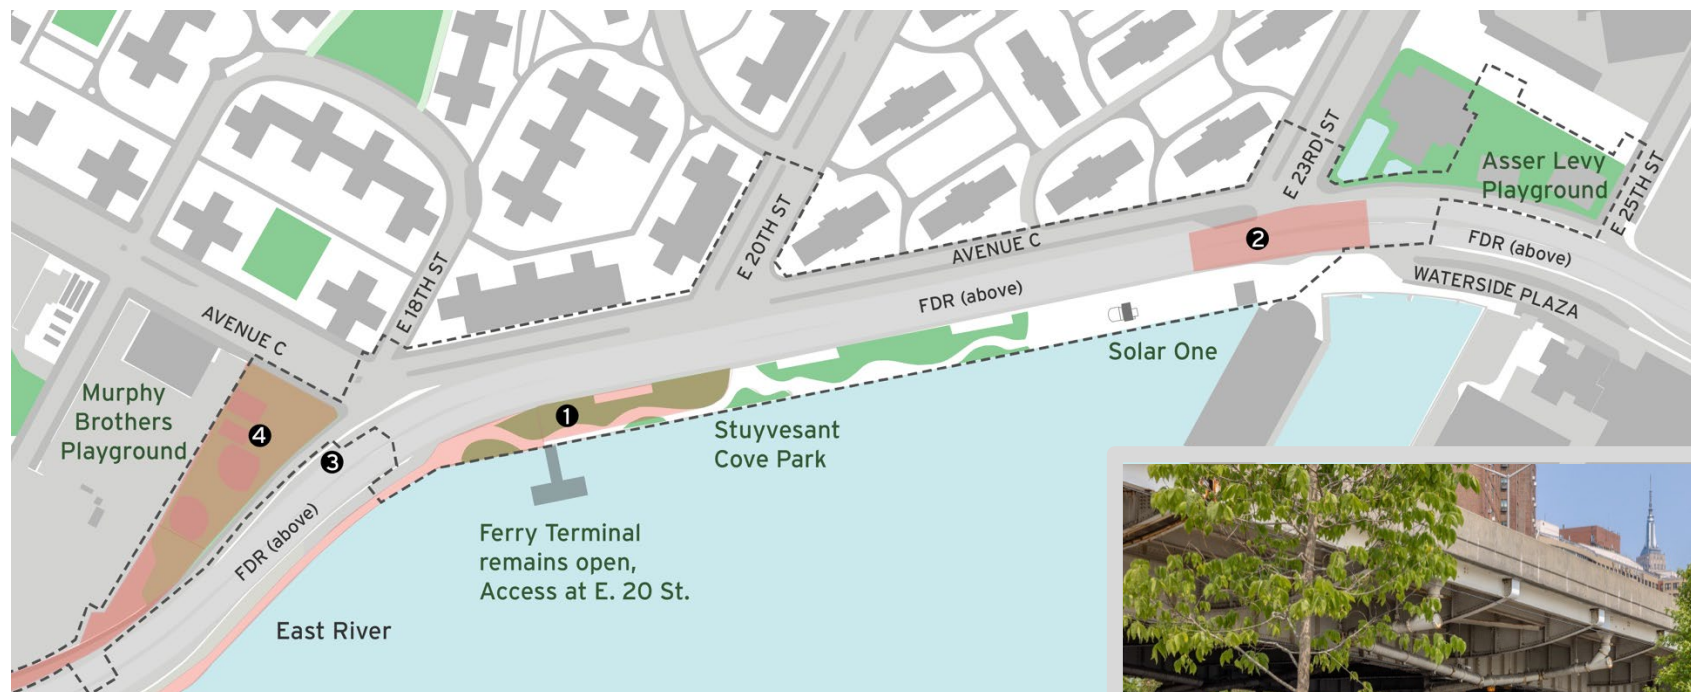 E 23RD ST
Asser Levy
Playground
E 25TH ST
E 20TH ST
AVENUE C
2
FDR (above)
FDR (above)
WATERSIDE PLAZA
E 18TH ST
AVENUE C
Solar One
Murphy
Brothers
Playground
4
3
1
Stuyvesant
Cove Park
FDR (above)
Ferry Terminal
remains open,
Access at E. 20 St.
East River